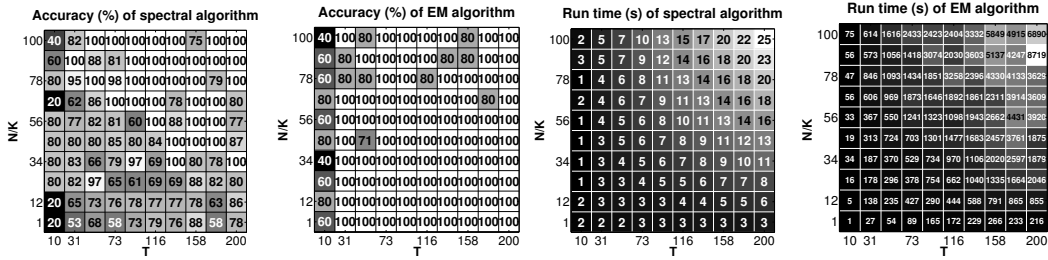 Accuracy (%) of spectral algorithm
N/K
100 40 82 100 100 100 100 100 75 100 100
60 100 88 81 100 100 100 100 100 100
78 80 95 100 98 100 100 100 100 79 100
20 62 86 100 100 100 78 100 100 80
56 80 77 82 81 60 100 88 100 100 77
80 80 80 85 80 84 100 100 100 87
34 80 83 66 79 97 69 100 80 78 100
80 82 97 65 61 69 69 88 82 80
12 20 65 73 76 78 77 77 78 63 86
1 20 53 68 58 73 79 76 88 58 78
10 31 73 116 158 200
T
Accuracy (%) of EM algorithm
N/K
100 40 100 80 100 100 100 100 80 100 100
60 80 100 100 100 100 80 80 100 100
78 60 80 80 100 100 80 100 100 100 100
80 100 100 100 100 100 100 100 80 100
56 60 100 100 100 100 100 100 100 100 100
80 100 71 100 100 100 100 100 100 100
34 40 100 100 100 100 100 100 100 100 100
60 100 100 100 100 100 100 100 100 100
12 80 100 100 100 100 100 100 100 100 100
1 60 100 100 100 100 100 100 100 100 100
10 31 73 116 158 200
T
Run time (s) of spectral algorithm
N/K
100 2 5 7 10 13 15 17 20 22 25
3 5 7 9 12 14 16 18 20 23
78 1 4 6 8 11 13 14 16 18 20
2 4 6 7 9 11 13 14 16 18
56 1 4 5 6 8 10 11 13 14 16
1 3 5 6 7 8 9 11 12 13
34 1 3 4 5 6 7 8 9 10 11
1 3 3 4 5 5 6 7 7 8
12 1 2 3 3 4 4 4 5 5 6
1 2 2 2 3 3 3 3 3 3 3
10 31 73 116 158 200
T
Run time (s) of EM algorithm
N/K
100 75 614 1616 2433 2423 2404 3332 5849 4915 6890
56 573 1056 1418 3074 2030 3603 5137 4247 8719
78 47 846 1093 1434 1851 3258 2396 4330 4133 3629
56 606 969 1873 1646 1892 1861 2311 3914 3609
56 33 367 550 1241 1323 1098 1943 2662 4431 3920
19 313 724 703 1301 1477 1683 2457 3761 1875
34 34 187 370 529 734 970 1106 2020 2597 1879
16 178 296 378 754 662 1040 1335 1664 2046
12 5 138 235 427 290 444 588 791 865 855
1 1 27 54 89 165 172 229 266 233 216
10 31 73 116 158 200
T